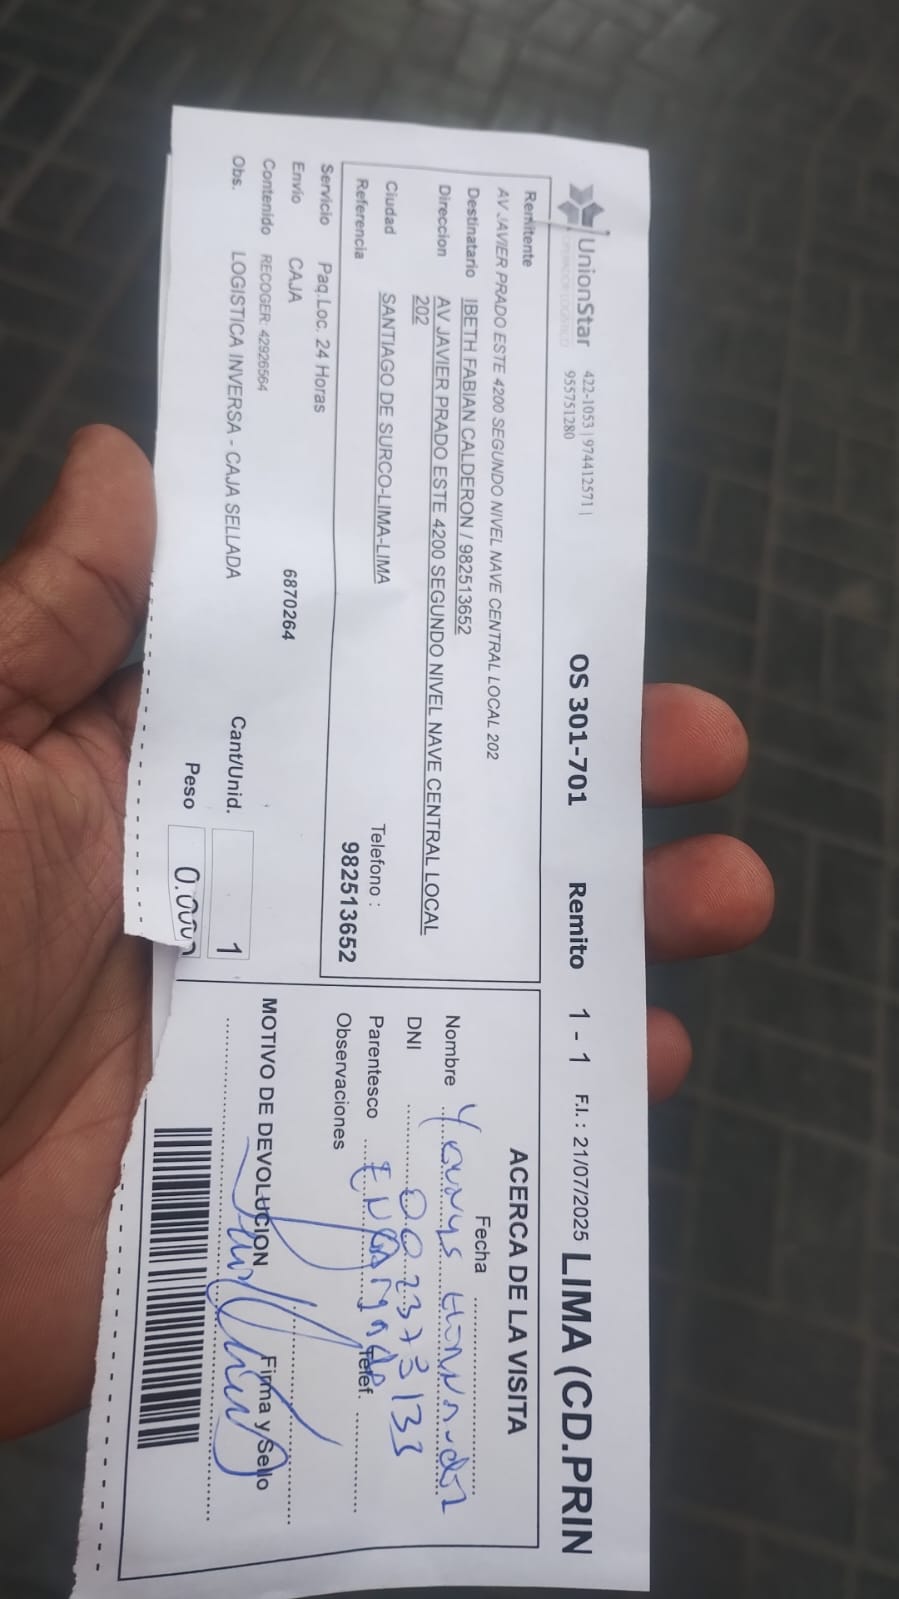 UnionStar
OPERADOR LOGÍSTICO
422-1053 | 974412571 |
955751280
OS 301-701 Remito 1 - 1 F.I.: 21/07/2025 LIMA (CD.PRIN
Remitente
AV JAVIER PRADO ESTE 4200 SEGUNDO NIVEL NAVE CENTRAL LOCAL 202
Destinatario IBETH FABIAN CALDERON / 982513652
Direccion AV JAVIER PRADO ESTE 4200 SEGUNDO NIVEL NAVE CENTRAL LOCAL
202
Ciudad SANTIAGO DE SURCO-LIMA-LIMA
Telefono :
Referencia 982513652
Servicio Paq.Loc. 24 Horas
Envio CAJA 6870264
Contenido RECOGER: 42926564
Obs. LOGISTICA INVERSA - CAJA SELLADA
Cant/Unid. 1
Peso
ACERCA DE LA VISITA
Fecha
Nombre
DNI
Parentesco Telef.
Observaciones
MOTIVO DE DEVOLUCION Firma y Sello